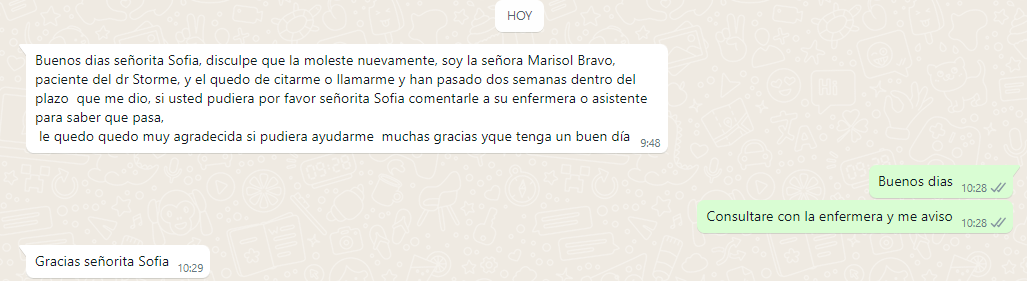 HOY
Buenos dias señorita Sofia, disculpe que la moleste nuevamente, soy la señora Marisol Bravo,
paciente del dr Storme, y el quedo de citarme o llamarme y han pasado dos semanas dentro del
plazo que me dio, si usted pudiera por favor señorita Sofia comentarle a su enfermera o asistente
para saber que pasa,
le quedo quedo muy agradecida si pudiera ayudarme muchas gracias yque tenga un buen día 9:48
Buenos dias 10:28
Consultare con la enfermera y me aviso 10:28
Gracias señorita Sofia 10:29